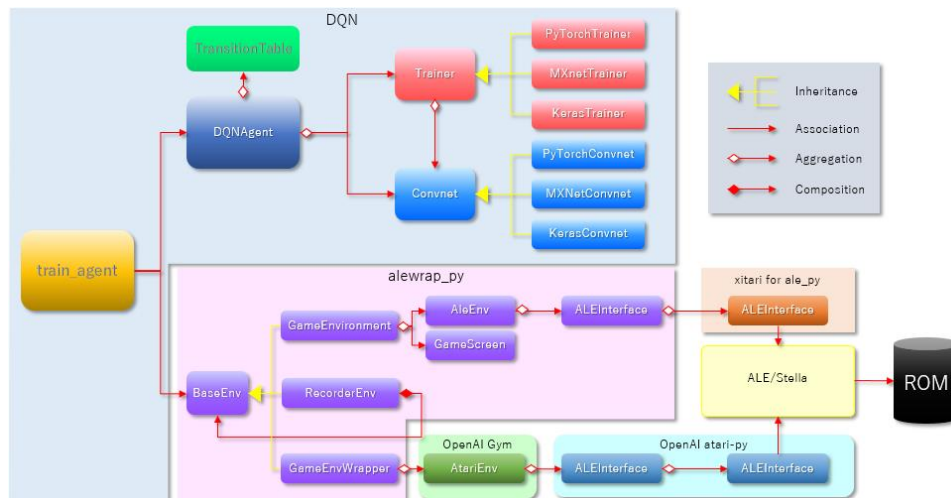 DQN
TransitionTable
DQNAgent
Trainer
Convnet
PyTorchTrainer
MXnetTrainer
KerasTrainer
PyTorchConvnet
MXNetConvnet
KerasConvnet
Inheritance
Association
Aggregation
Composition
train_agent
alewrap_py
GameEnvironment
AleEnv
ALEInterface
GameScreen
BaseEnv
RecorderEnv
GameEnvWrapper
xitari for ale_py
ALEInterface
ALE/Stella
ROM
OpenAI Gym
AtariEnv
OpenAI atari-py
ALEInterface
ALEInterface